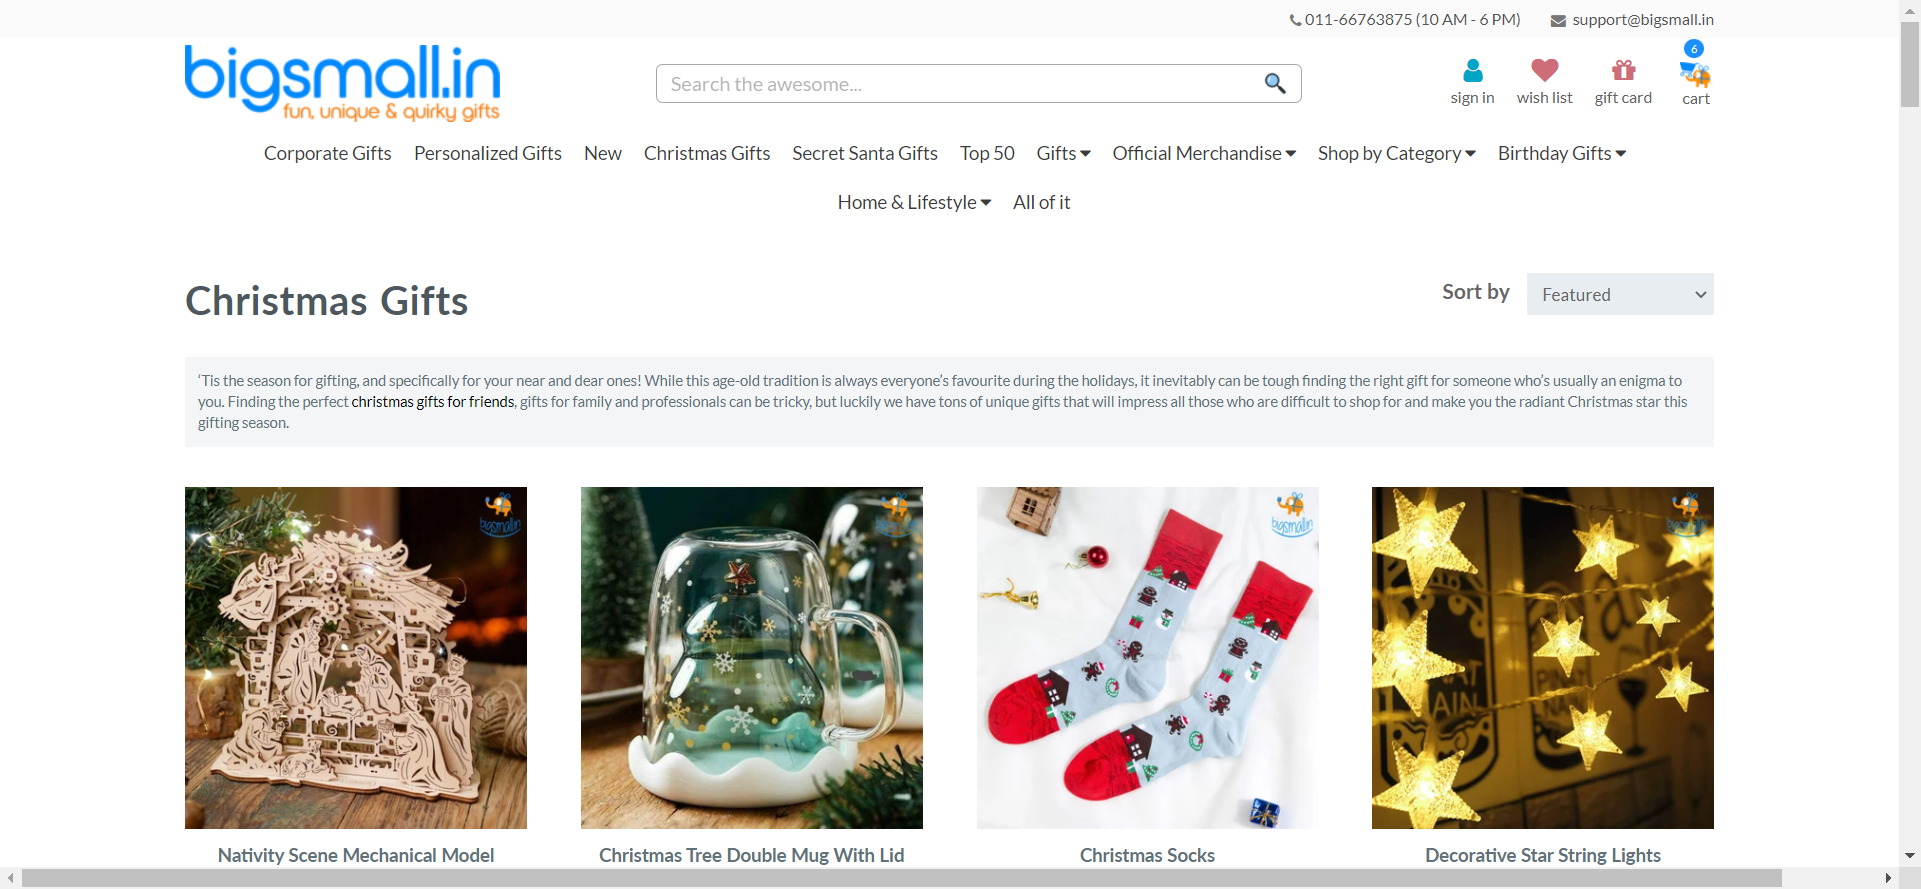 011-66763875 (10 AM - 6 PM) support@bigsmall.in
bigsmall.in
fun, unique & quirky gifts
Search the awesome...
6
sign in wish list gift card cart
Corporate Gifts Personalized Gifts New Christmas Gifts Secret Santa Gifts Top 50 Gifts Official Merchandise Shop by Category Birthday Gifts
Home & Lifestyle All of it
Christmas Gifts
Sort by Featured
‘Tis the season for gifting, and specifically for your near and dear ones! While this age-old tradition is always everyone’s favourite during the holidays, it inevitably can be tough finding the right gift for someone who’s usually an enigma to
you. Finding the perfect christmas gifts for friends, gifts for family and professionals can be tricky, but luckily we have tons of unique gifts that will impress all those who are difficult to shop for and make you the radiant Christmas star this
gifting season.
bigsmall.in
bigsmall.in
bigsmall.in
bigsmall.in
Nativity Scene Mechanical Model Christmas Tree Double Mug With Lid Christmas Socks Decorative Star String Lights